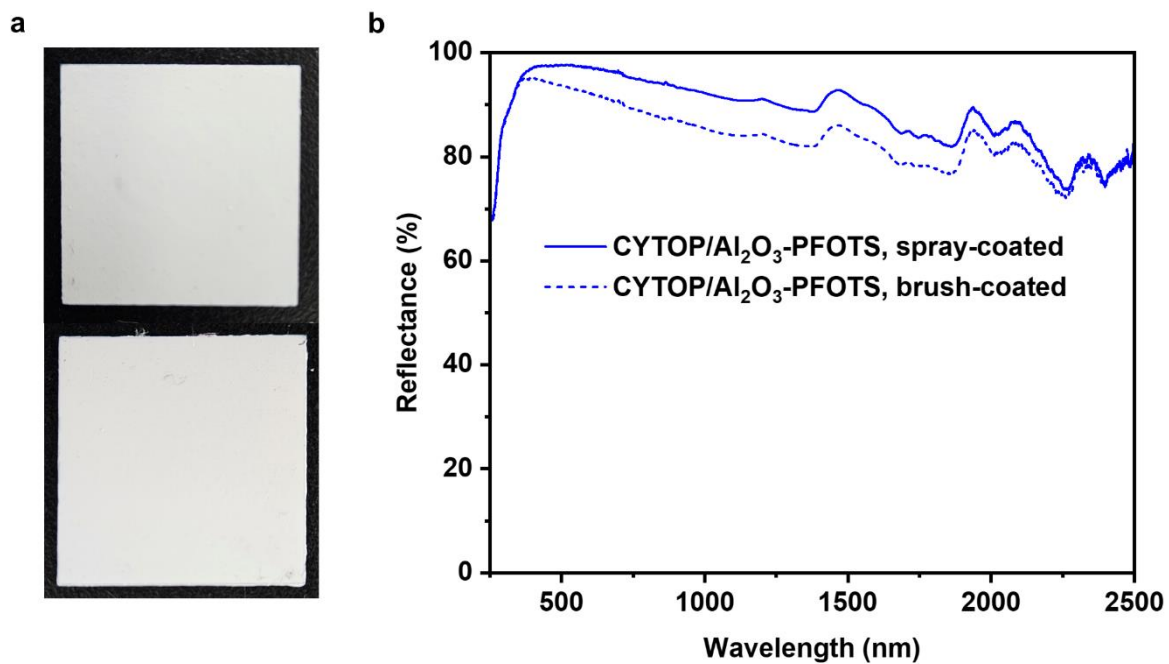 a
b
100
80
60
40
20
0
Reflectance (%)
CYTOP/Al₂O₃-PFOTS, spray-coated
CYTOP/Al₂O₃-PFOTS, brush-coated
500 1000 1500 2000 2500
Wavelength (nm)